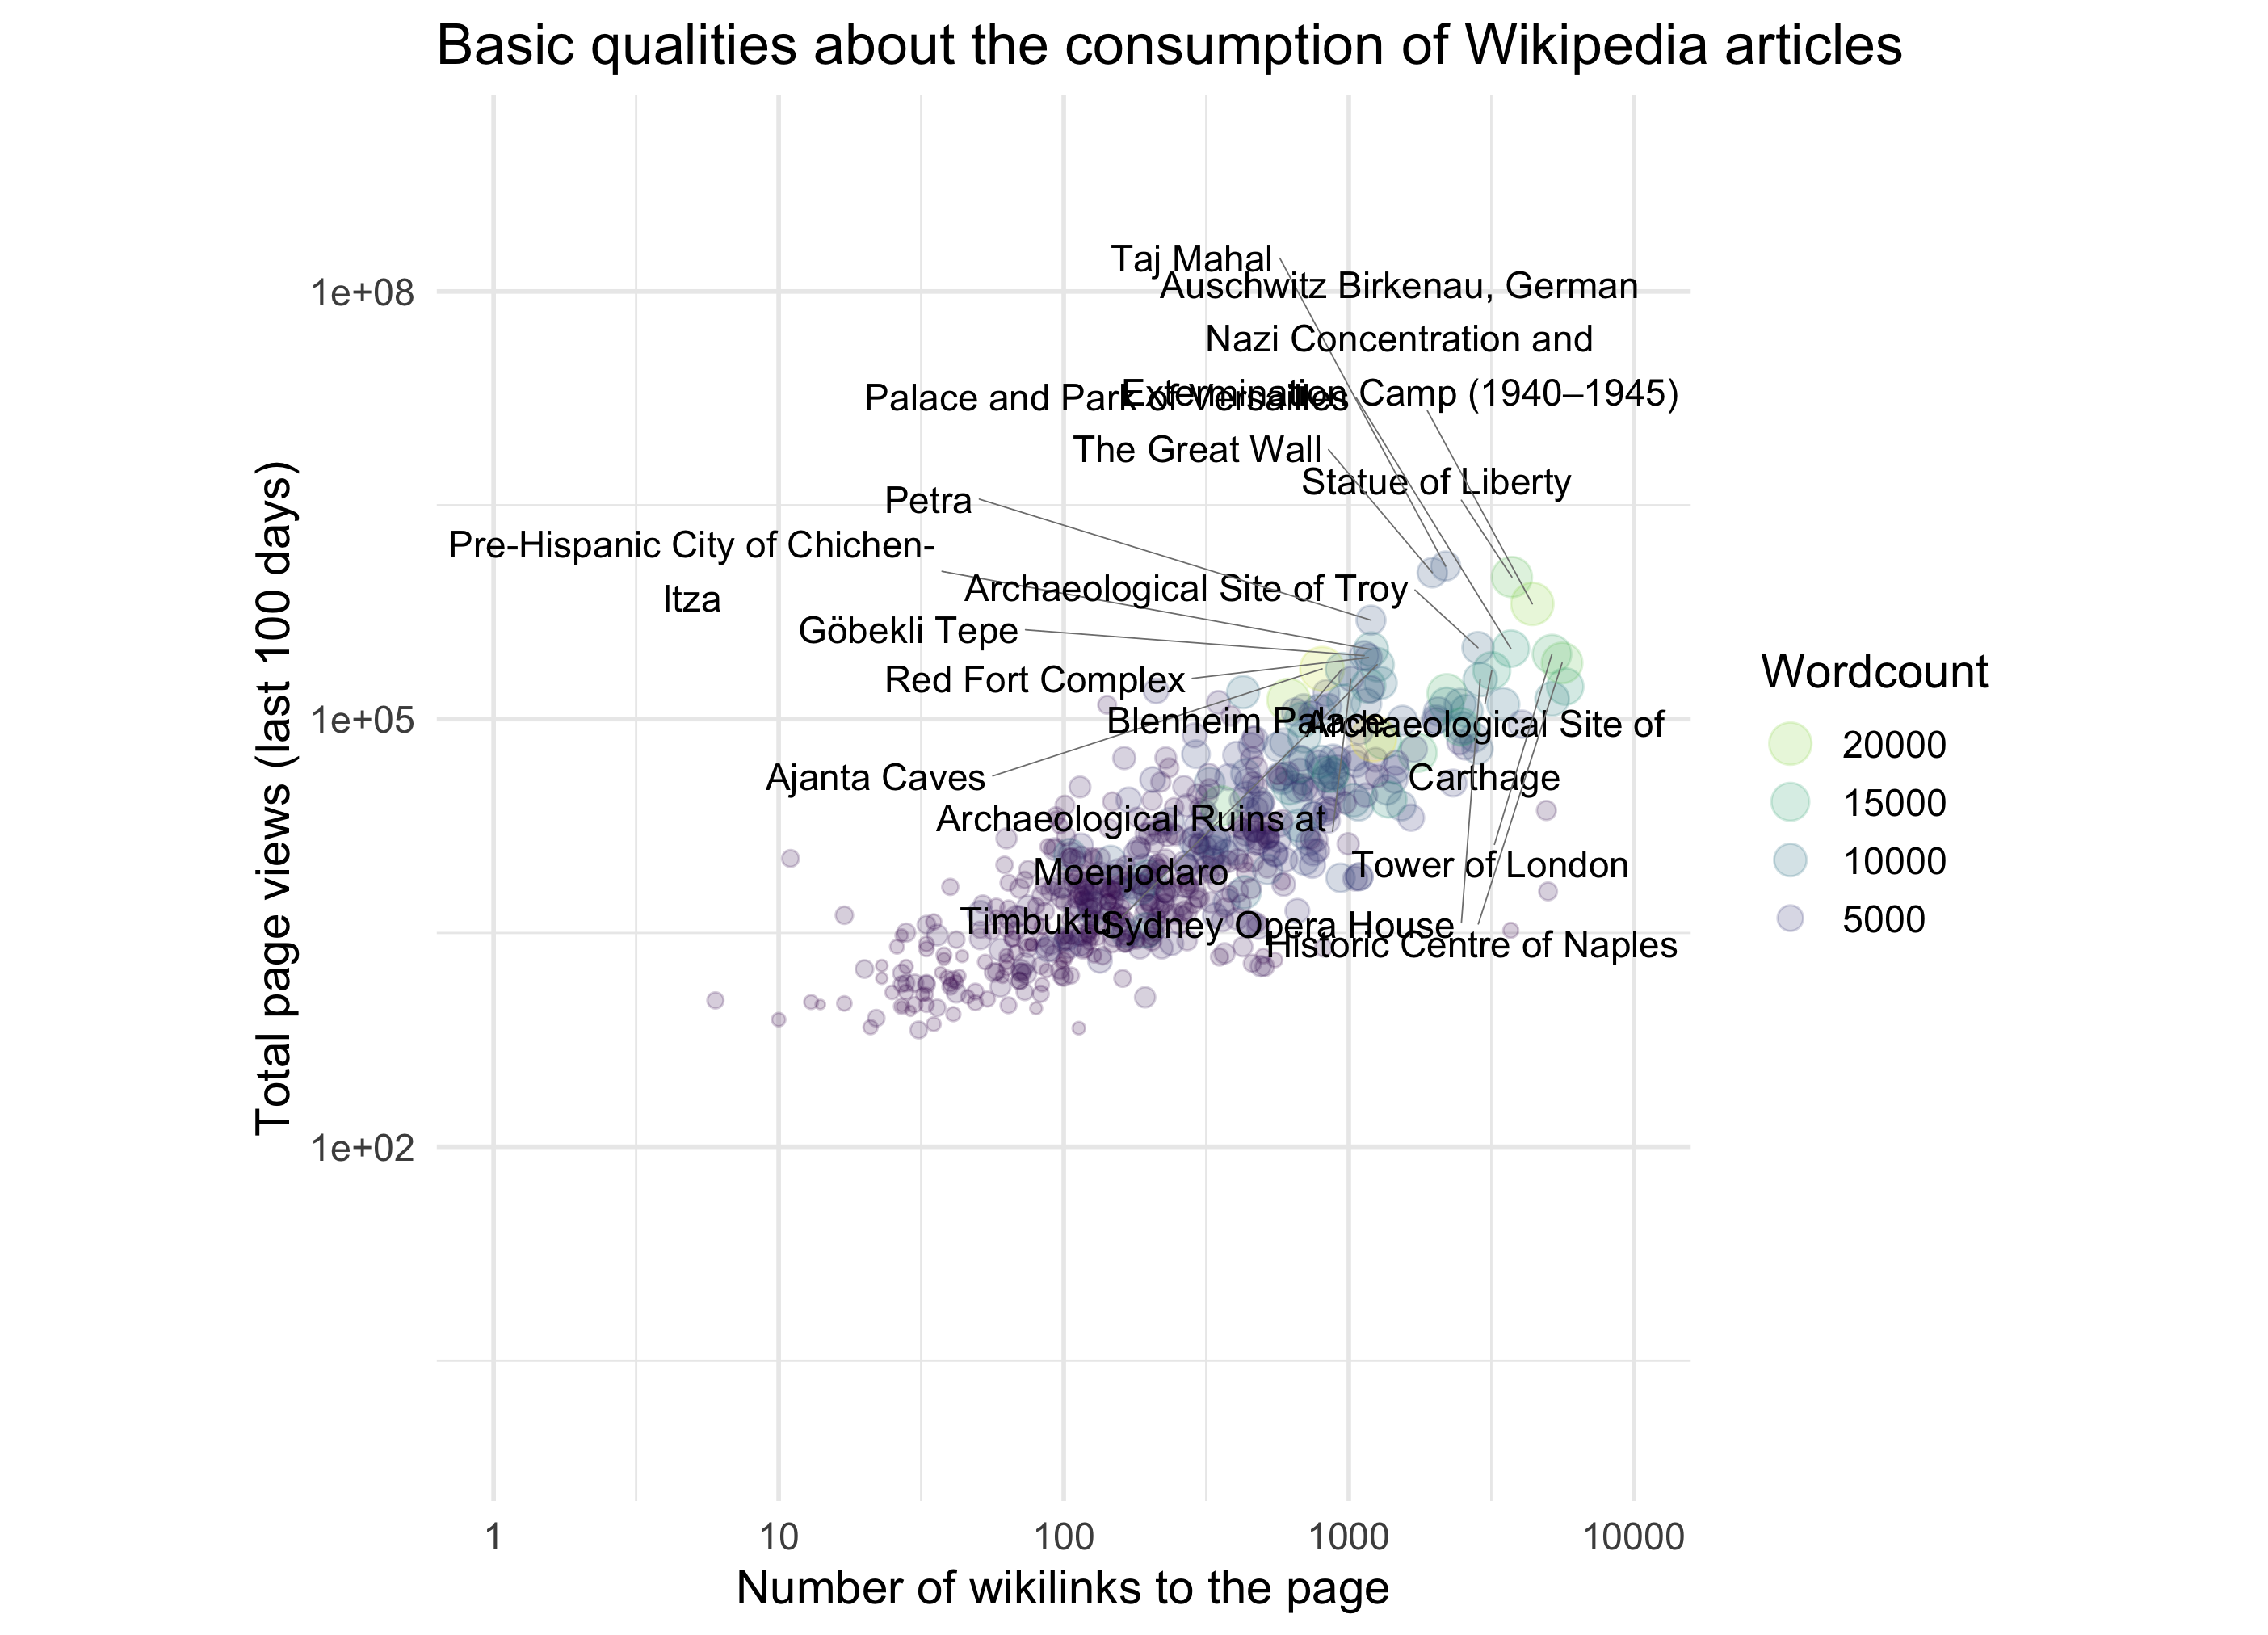 Basic qualities about the consumption of Wikipedia articles
Total page views (last 100 days)
1e+08
1e+05
1e+02
Taj Mahal
Auschwitz Birkenau, German
Nazi Concentration and
Extermination Camp (1940–1945)
Palace and Park of Versailles
The Great Wall
Statue of Liberty
Petra
Pre-Hispanic City of Chichen-
Itza
Archaeological Site of Troy
Göbekli Tepe
Red Fort Complex
Blenheim Palace
Archaeological Site of
Carthage
Ajanta Caves
Archaeological Ruins at
Moenjodaro
Tower of London
Timbuktu
Sydney Opera House
Historic Centre of Naples
1
10
100
1000
10000
Number of wikilinks to the page
Wordcount
20000
15000
10000
5000